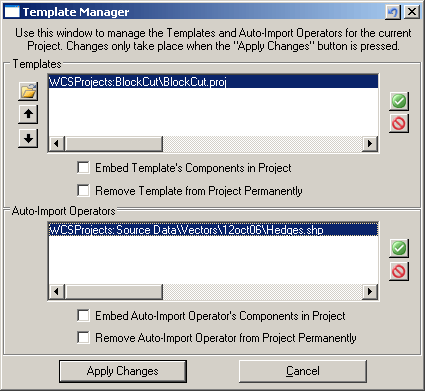 Template Manager
Use this window to manage the Templates and Auto-Import Operators for the current
Project. Changes only take place when the "Apply Changes" button is pressed.
Templates
WCSProjects:BlockCut\BlockCut.proj
Embed Template's Components in Project
Remove Template from Project Permanently
Auto-Import Operators
WCSProjects:Source Data\Vectors\12oct06\Hedges.shp
Embed Auto-Import Operator's Components in Project
Remove Auto-Import Operator from Project Permanently
Apply Changes
Cancel